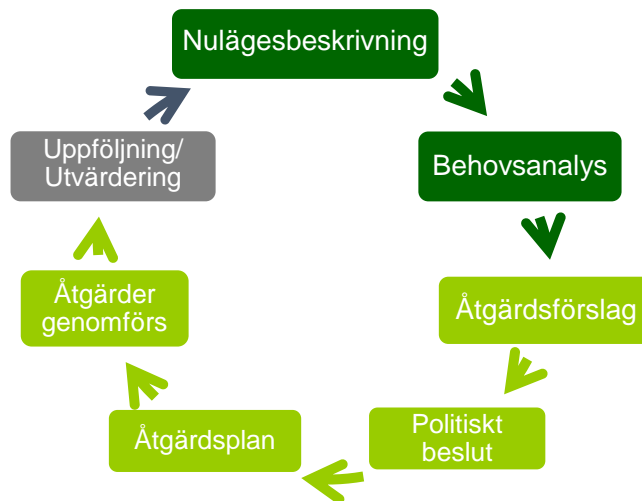 Nulägesbeskrivning
Behovsanalys
Åtgärdsförslag
Politiskt
beslut
Åtgärdsplan
Åtgärder
genomförs
Uppföljning/
Utvärdering